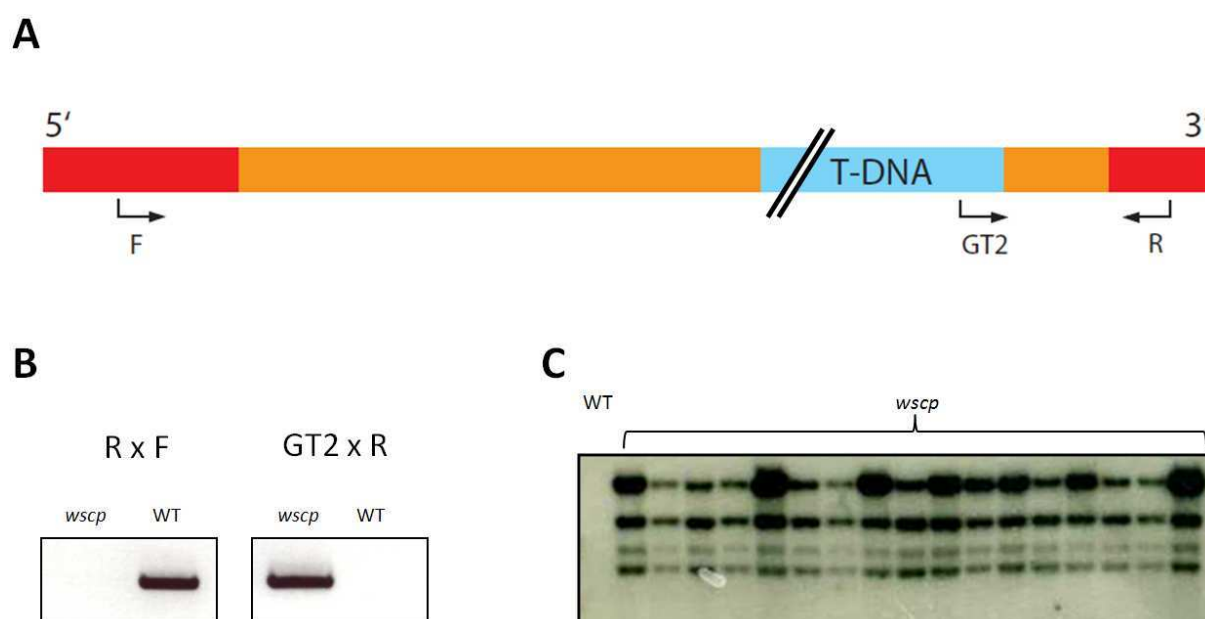 A
5' 3'
T-DNA
F GT2 R
B
C
R x F GT2 x R
wscp WT wscp WT
WT wscp